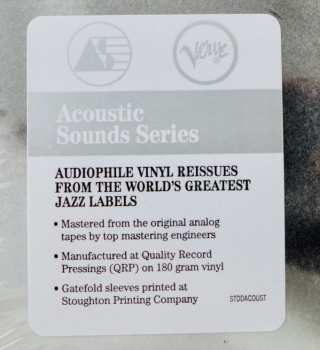 Verve
Acoustic
Sounds Series
AUDIOPHILE VINYL REISSUES
FROM THE WORLD'S GREATEST
JAZZ LABELS
• Mastered from the original analog
tapes by top mastering engineers
• Manufactured at Quality Record
Pressings (QRP) on 180 gram vinyl
• Gatefold sleeves printed at
Stoughton Printing Company
STDDACOUST